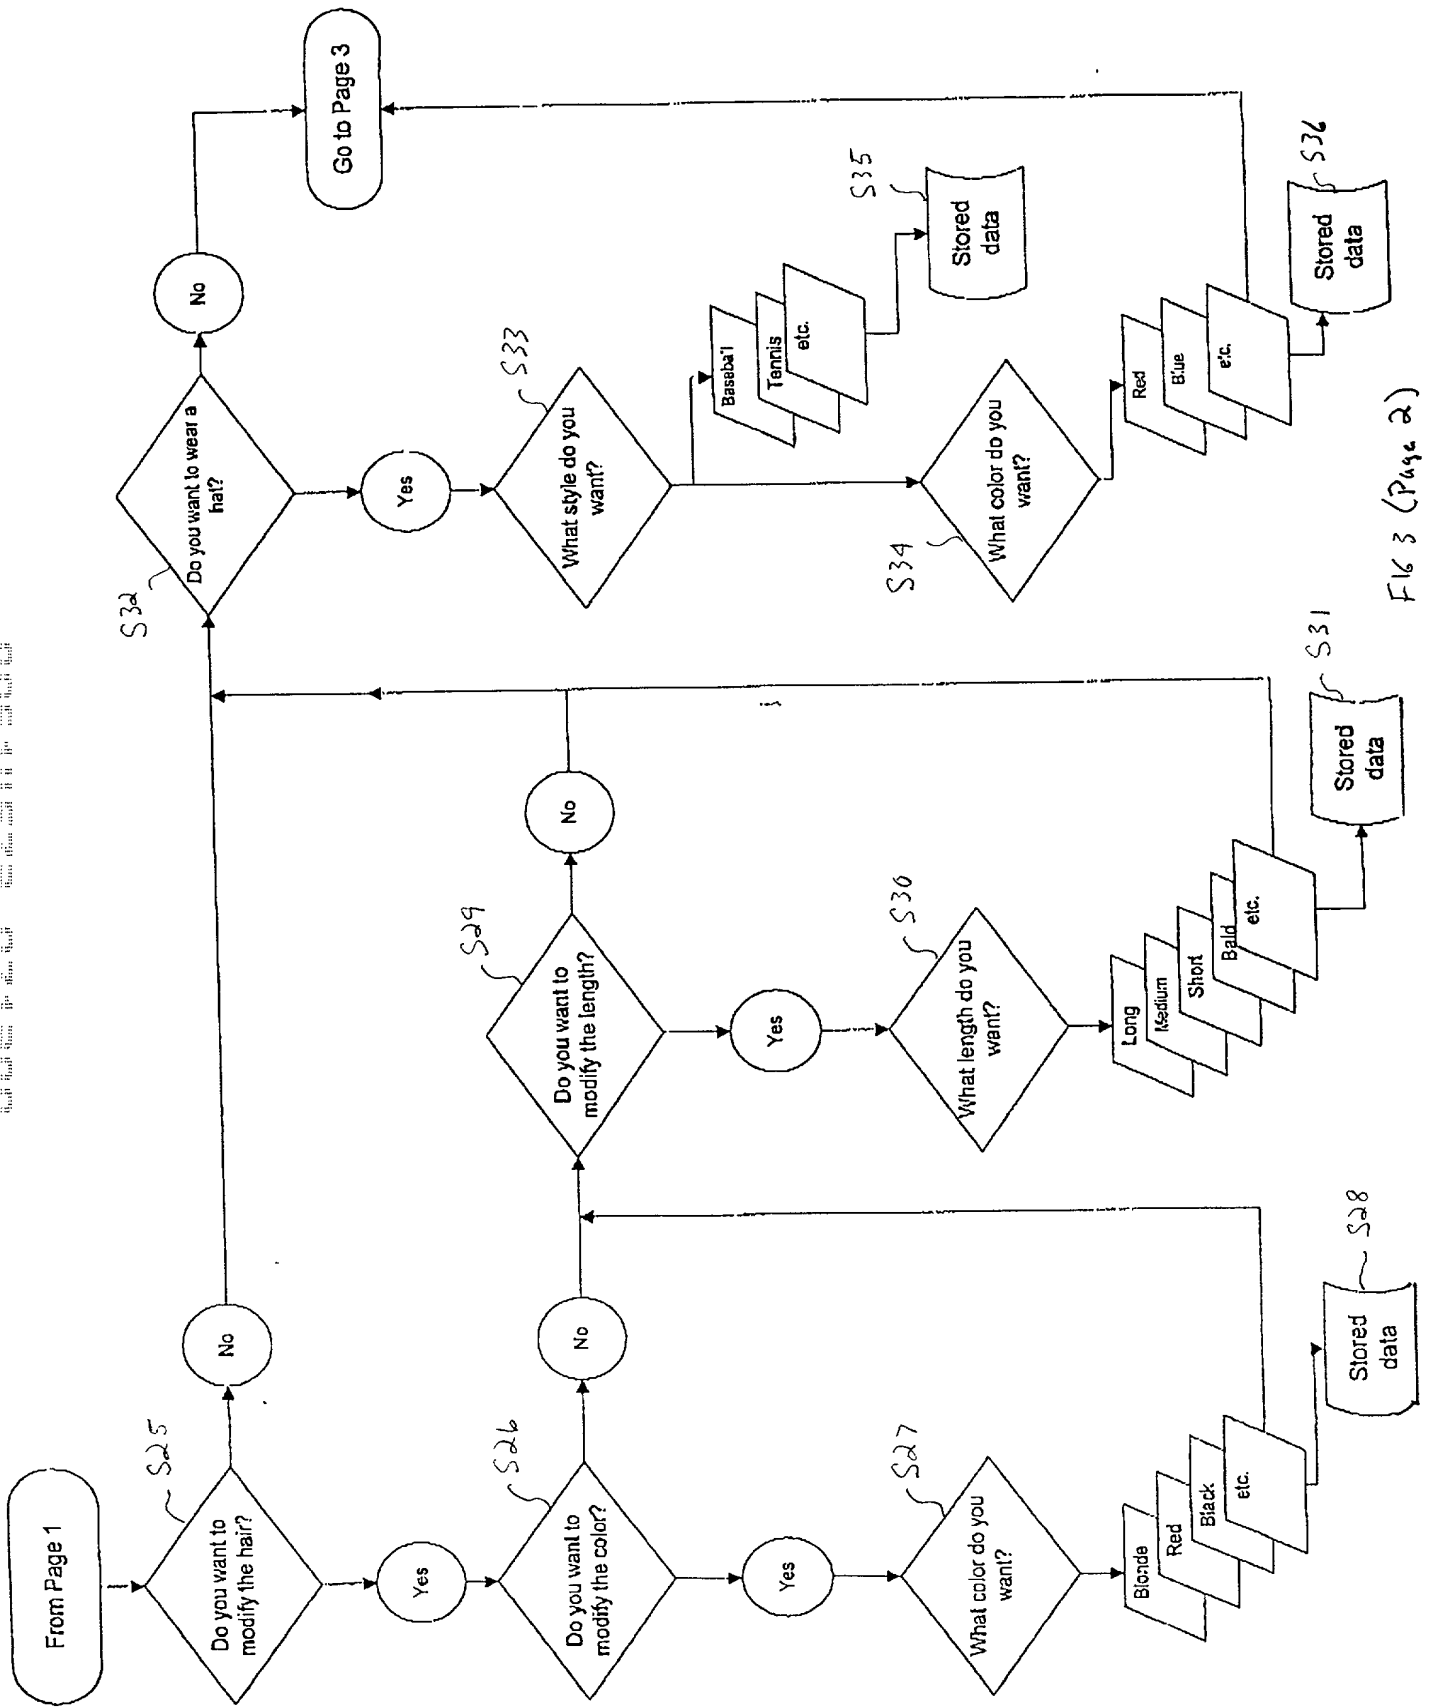 From Page 1
Do you want to
modify the hair?
S25
No
Yes
Do you want to
modify the color?
S26
No
Yes
What color do you
want?
S27
Blonde
Red
Black
etc.
Stored
data
S28
Do you want to
modify the length?
S29
No
Yes
What length do you
want?
S30
Long
Medium
Short
Bald
etc.
Stored
data
S31
Do you want to wear a
hat?
S32
No
Go to Page 3
Yes
What style do you
want?
S33
Baseball
Tennis
etc.
Stored
data
S35
What color do you
want?
S34
Red
Blue
etc.
Stored
data
S36
FIG 3 (Page 2)